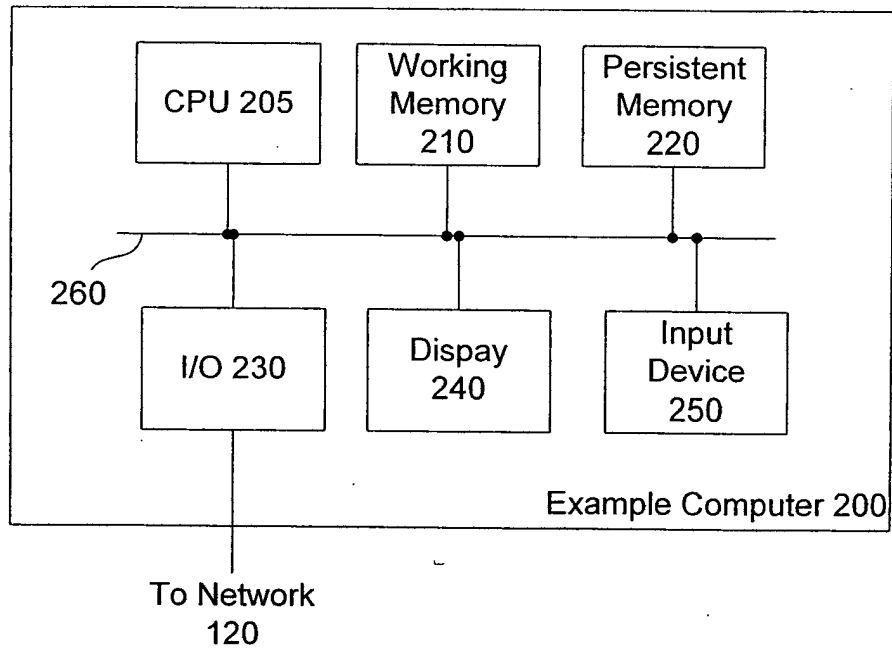 CPU 205
Working
Memory
210
Persistent
Memory
220
260
I/O 230
Dispay
240
Input
Device
250
Example Computer 200
To Network
120